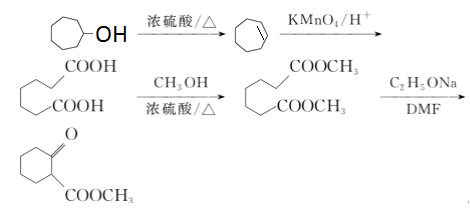 OH 浓硫酸/△ KMnO₄/H⁺
COOH COOH CH₃OH 浓硫酸/△ COOCH₃ COOCH₃ C₂H₅ONa DMF
O COOCH₃